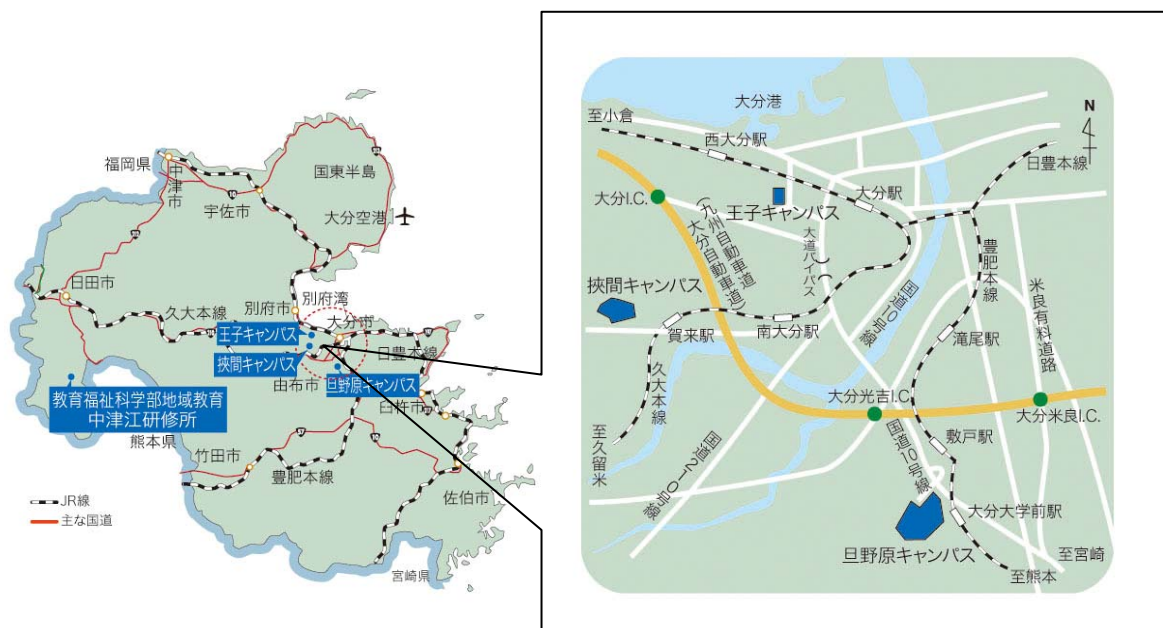 福岡県
中津市
宇佐市
国東半島
大分空港
日田市
久大本線
別府市
別府湾
大分市
王子キャンパス
挾間キャンパス
日豊本線
由布市
旦野原キャンパス
臼杵市
教育福祉科学部地域教育
中津江研修所
熊本県
竹田市
豊肥本線
佐伯市
JR線
主な国道
宮崎県
大分港
至小倉
西大分駅
N
日豊本線
大分I.C.
大分駅
王子キャンパス
(九州自動車道
大分自動車道)
大道バイパス
豊肥本線
挾間キャンパス
国道10号線
米良有料道路
賀来駅
南大分駅
滝尾駅
久大本線
大分光吉I.C.
大分米良I.C.
至久留米
国道210号線
国道10号線
敷戸駅
大分大学前駅
旦野原キャンパス
至宮崎
至熊本